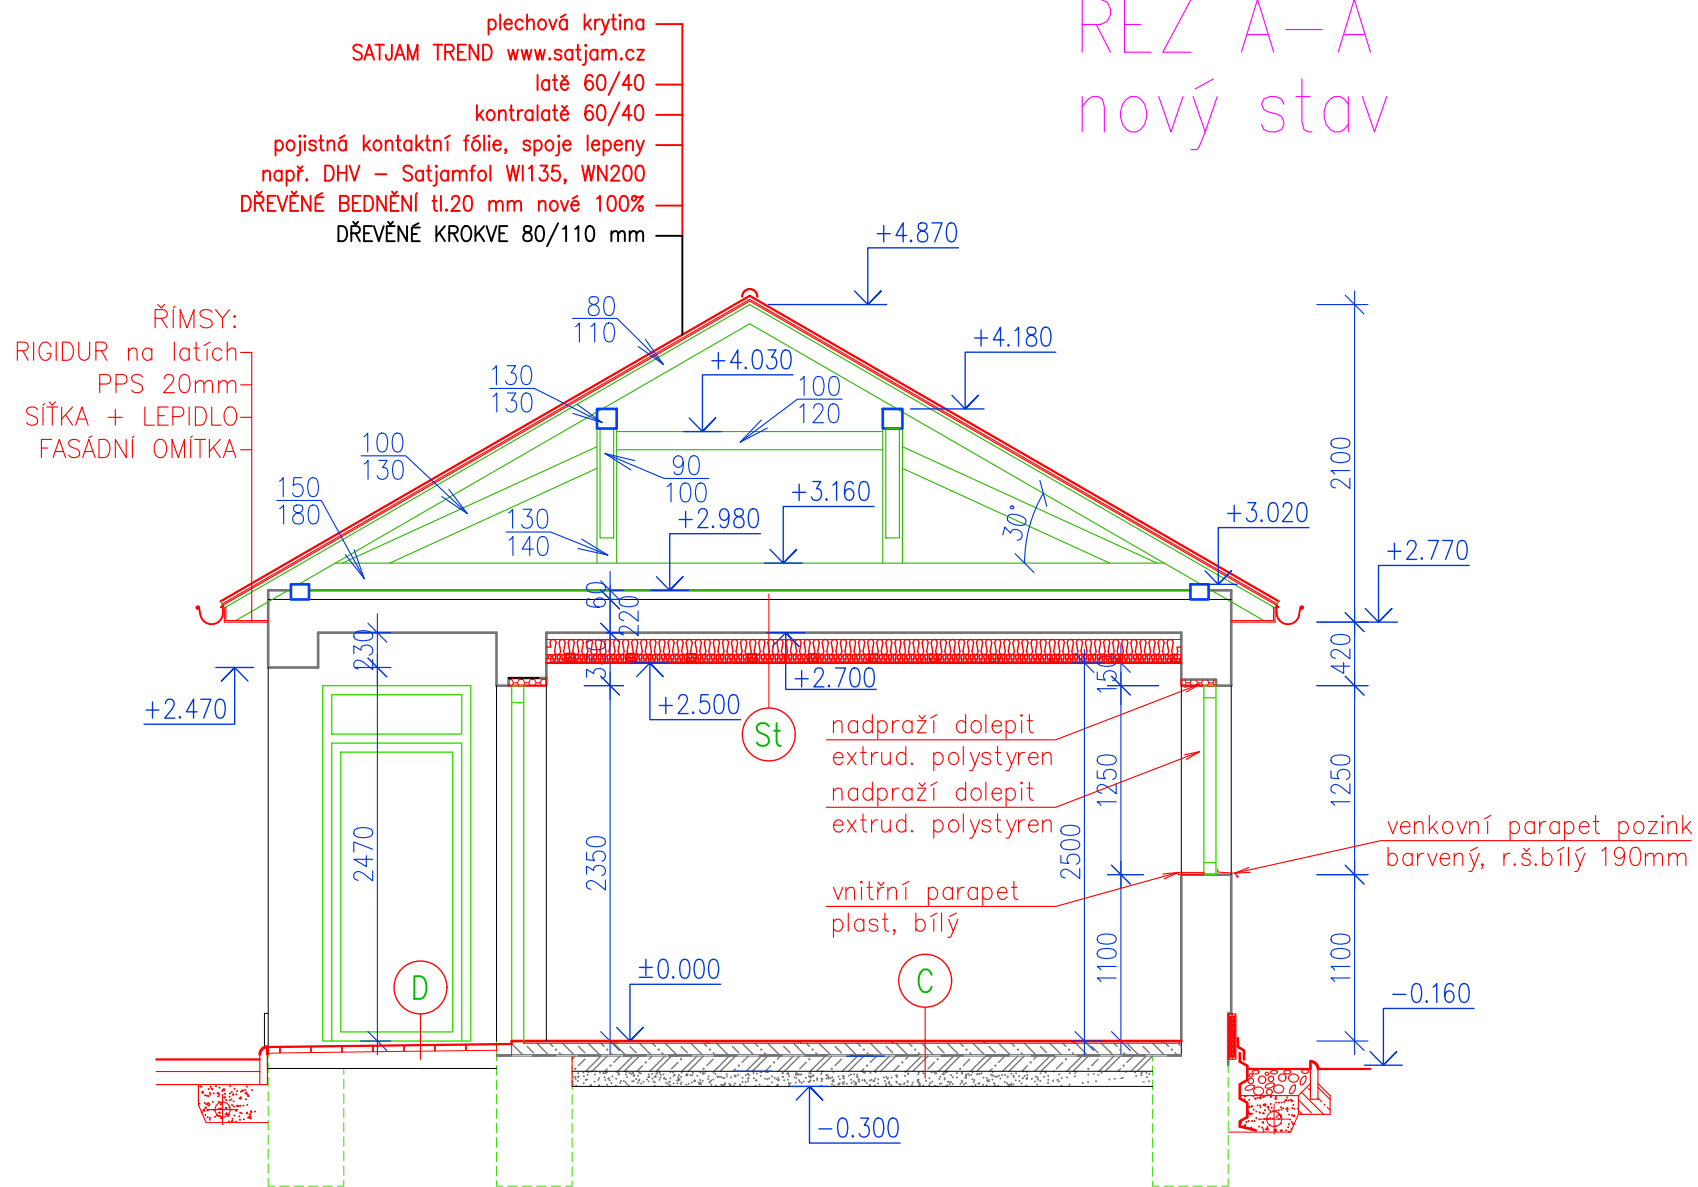 ŘEZ A–A
nový stav
plechová krytina
SATJAM TREND www.satjam.cz
latě 60/40
kontralatě 60/40
pojistná kontaktní fólie, spoje lepeny
např. DHV – Satjamfol WI135, WN200
DŘEVĚNÉ BEDNĚNÍ tl.20 mm nové 100%
DŘEVĚNÉ KROKVE 80/110 mm
ŘÍMSY:
RIGIDUR na latích
PPS 20mm
SÍŤKA + LEPIDLO
FASÁDNÍ OMÍTKA
+4.870
80
110
+4.180
+4.030
130
130
100
120
100
130
90
100
150
180
+3.160
130
140
+2.980
30°
+3.020
+2.770
2100
60
220
230
150
420
+2.470
+2.700
+2.500
St
nadpraží dolepit
extrud. polystyren
nadpraží dolepit
extrud. polystyren
1250
1250
2470
2350
2500
venkovní parapet pozink
barvený, r.š.bílý 190mm
vnitřní parapet
plast, bílý
1100
1100
D
±0.000
C
−0.160
−0.300